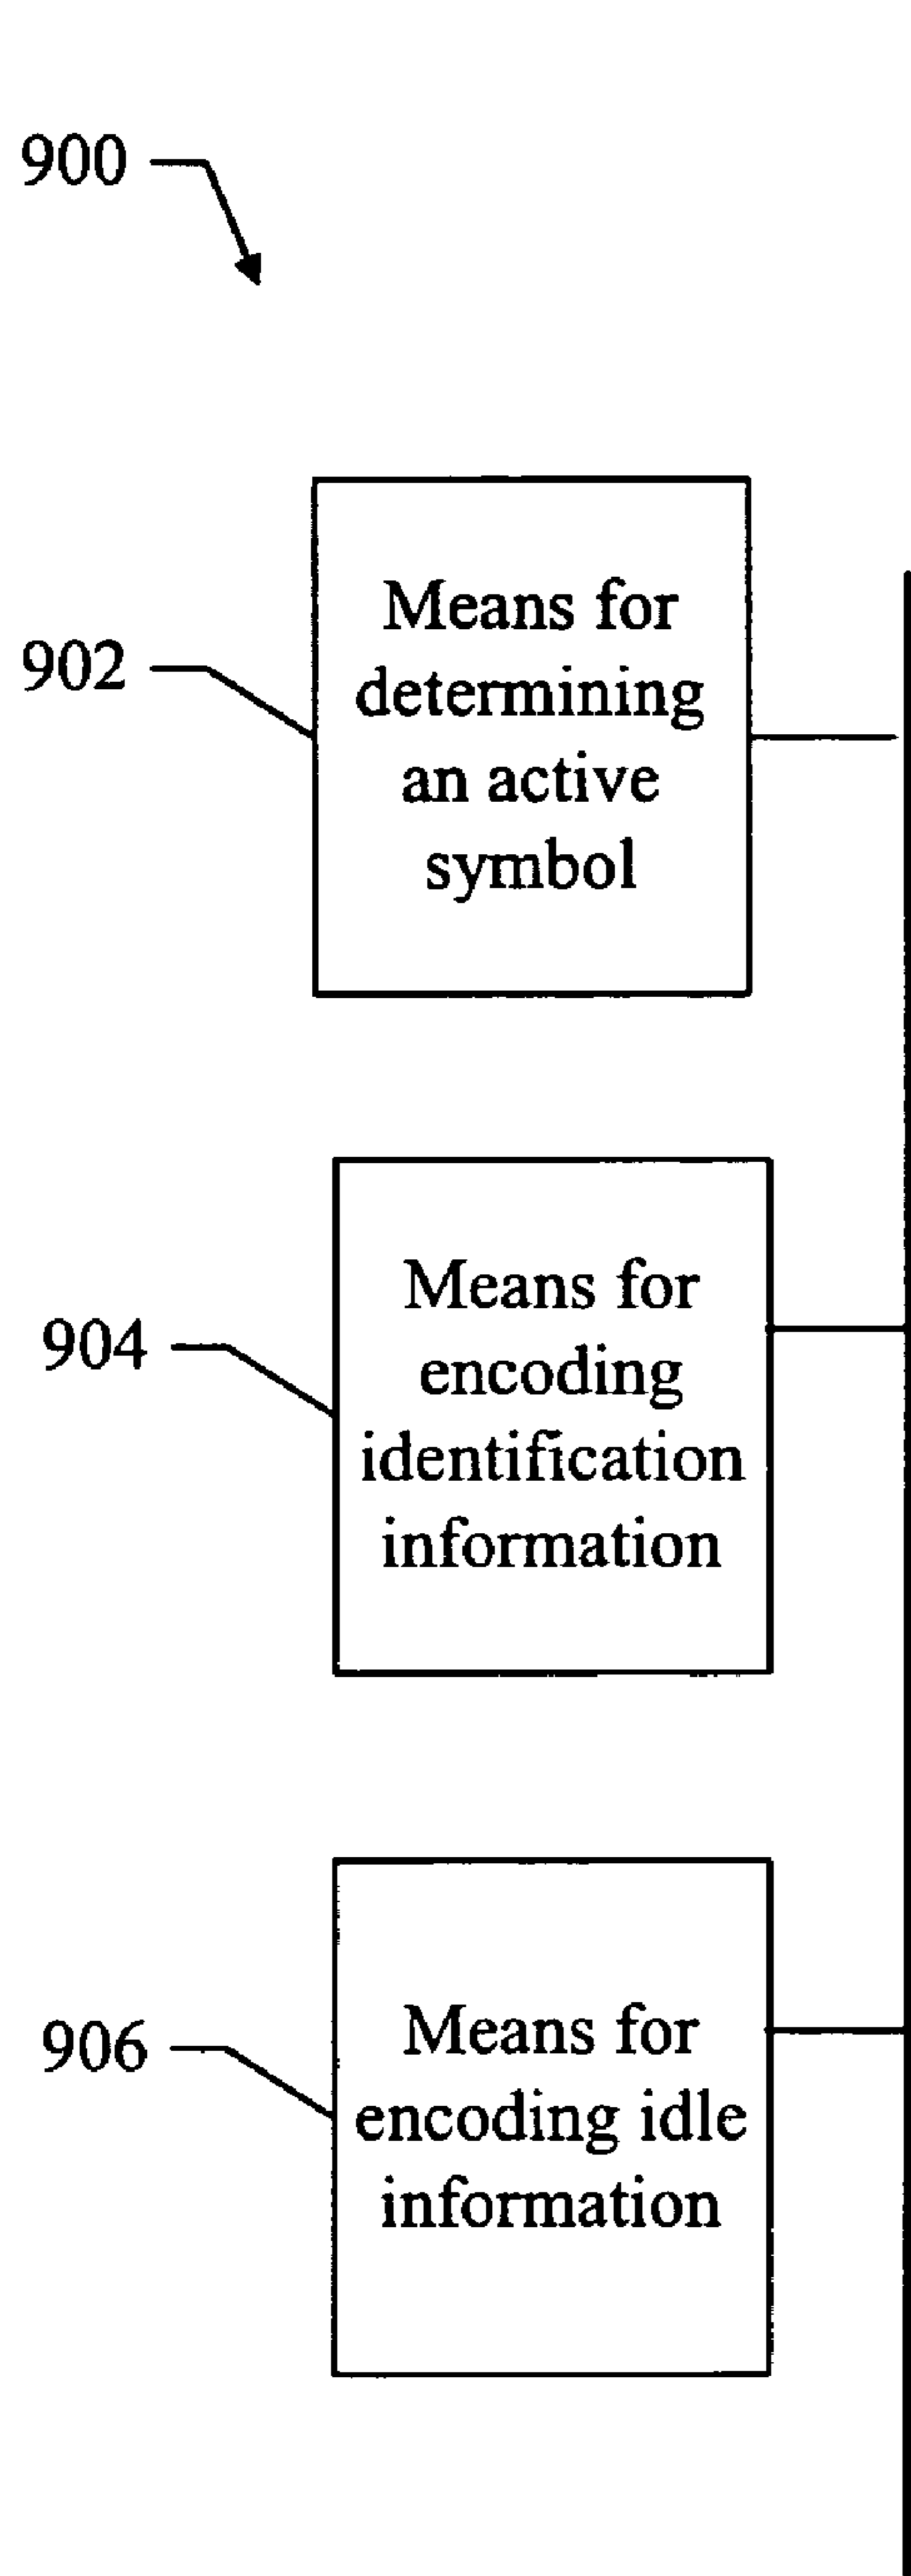 900
902
Means for
determining
an active
symbol
904
Means for
encoding
identification
information
906
Means for
encoding idle
information